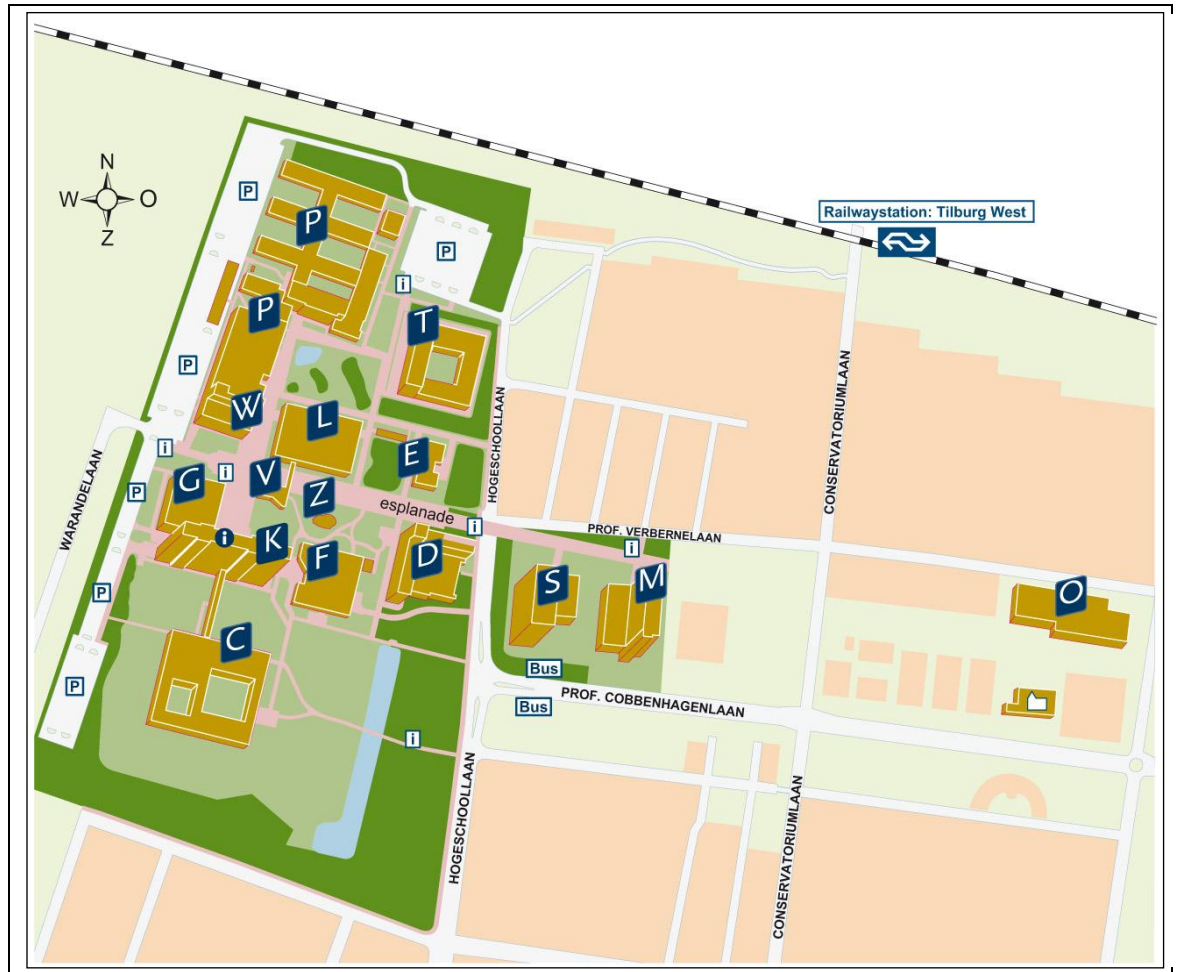 N
W O
Z
Railwaystation: Tilburg West
P
P
P
i
P
T
P
P
W
L
HOGESCHOOLLAAN
CONSERVATORIUMLAAN
E
i
i
G
V
Z
P
esplanade
WARANDELAAN
i
PROF. VERBERNELAAN
i
K
F
D
i
S
M
O
P
C
Bus
P
Bus
PROF. COBBENHAGENLAAN
i
HOGESCHOOLLAAN
CONSERVATORIUMLAAN